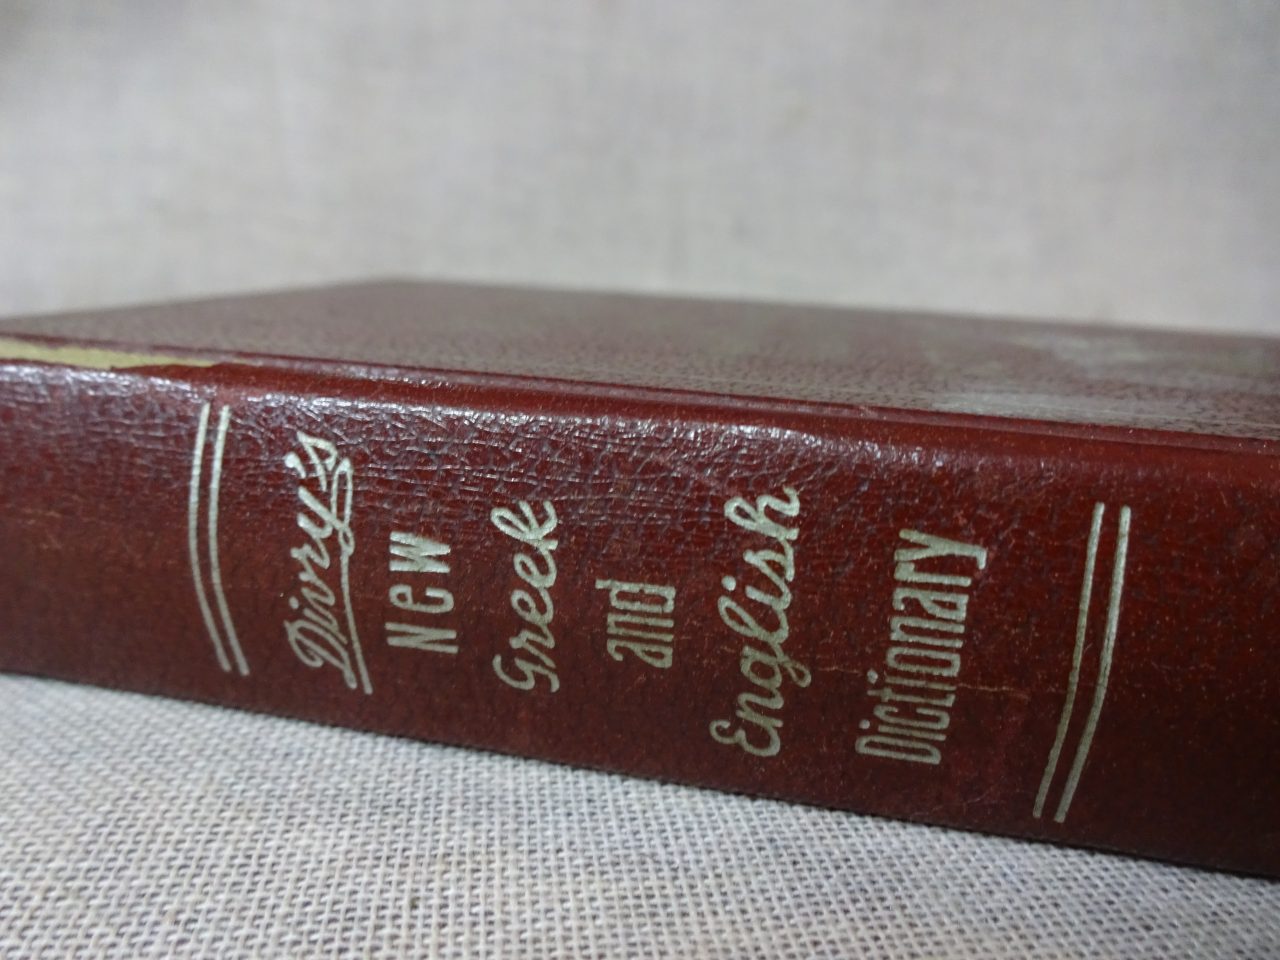 Divry's
New
Greek
and
English
Dictionary